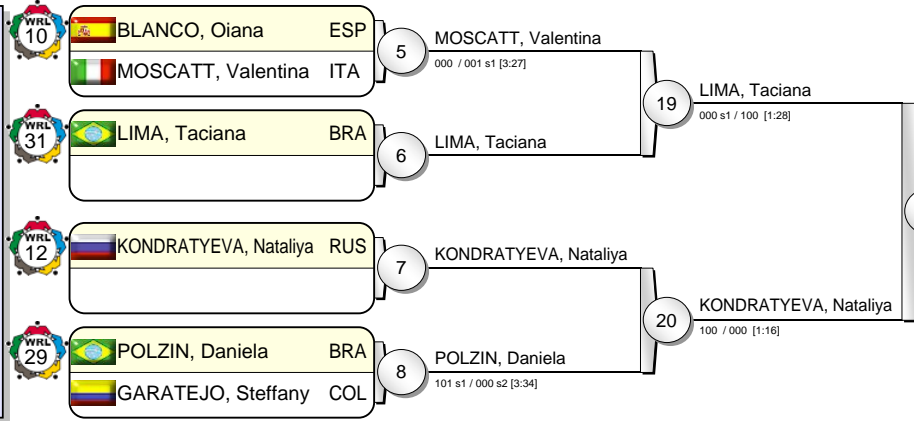 WRL
10
BLANCO, Oiana ESP
MOSCATT, Valentina ITA
5
MOSCATT, Valentina
000 / 001 s1 [3:27]
WRL
31
LIMA, Taciana BRA
6
LIMA, Taciana
19
LIMA, Taciana
000 s1 / 100 [1:28]
WRL
12
KONDRATYEVA, Nataliya RUS
7
KONDRATYEVA, Nataliya
WRL
29
POLZIN, Daniela BRA
GARATEJO, Steffany COL
8
POLZIN, Daniela
101 s1 / 000 s2 [3:34]
20
KONDRATYEVA, Nataliya
100 / 000 [1:16]